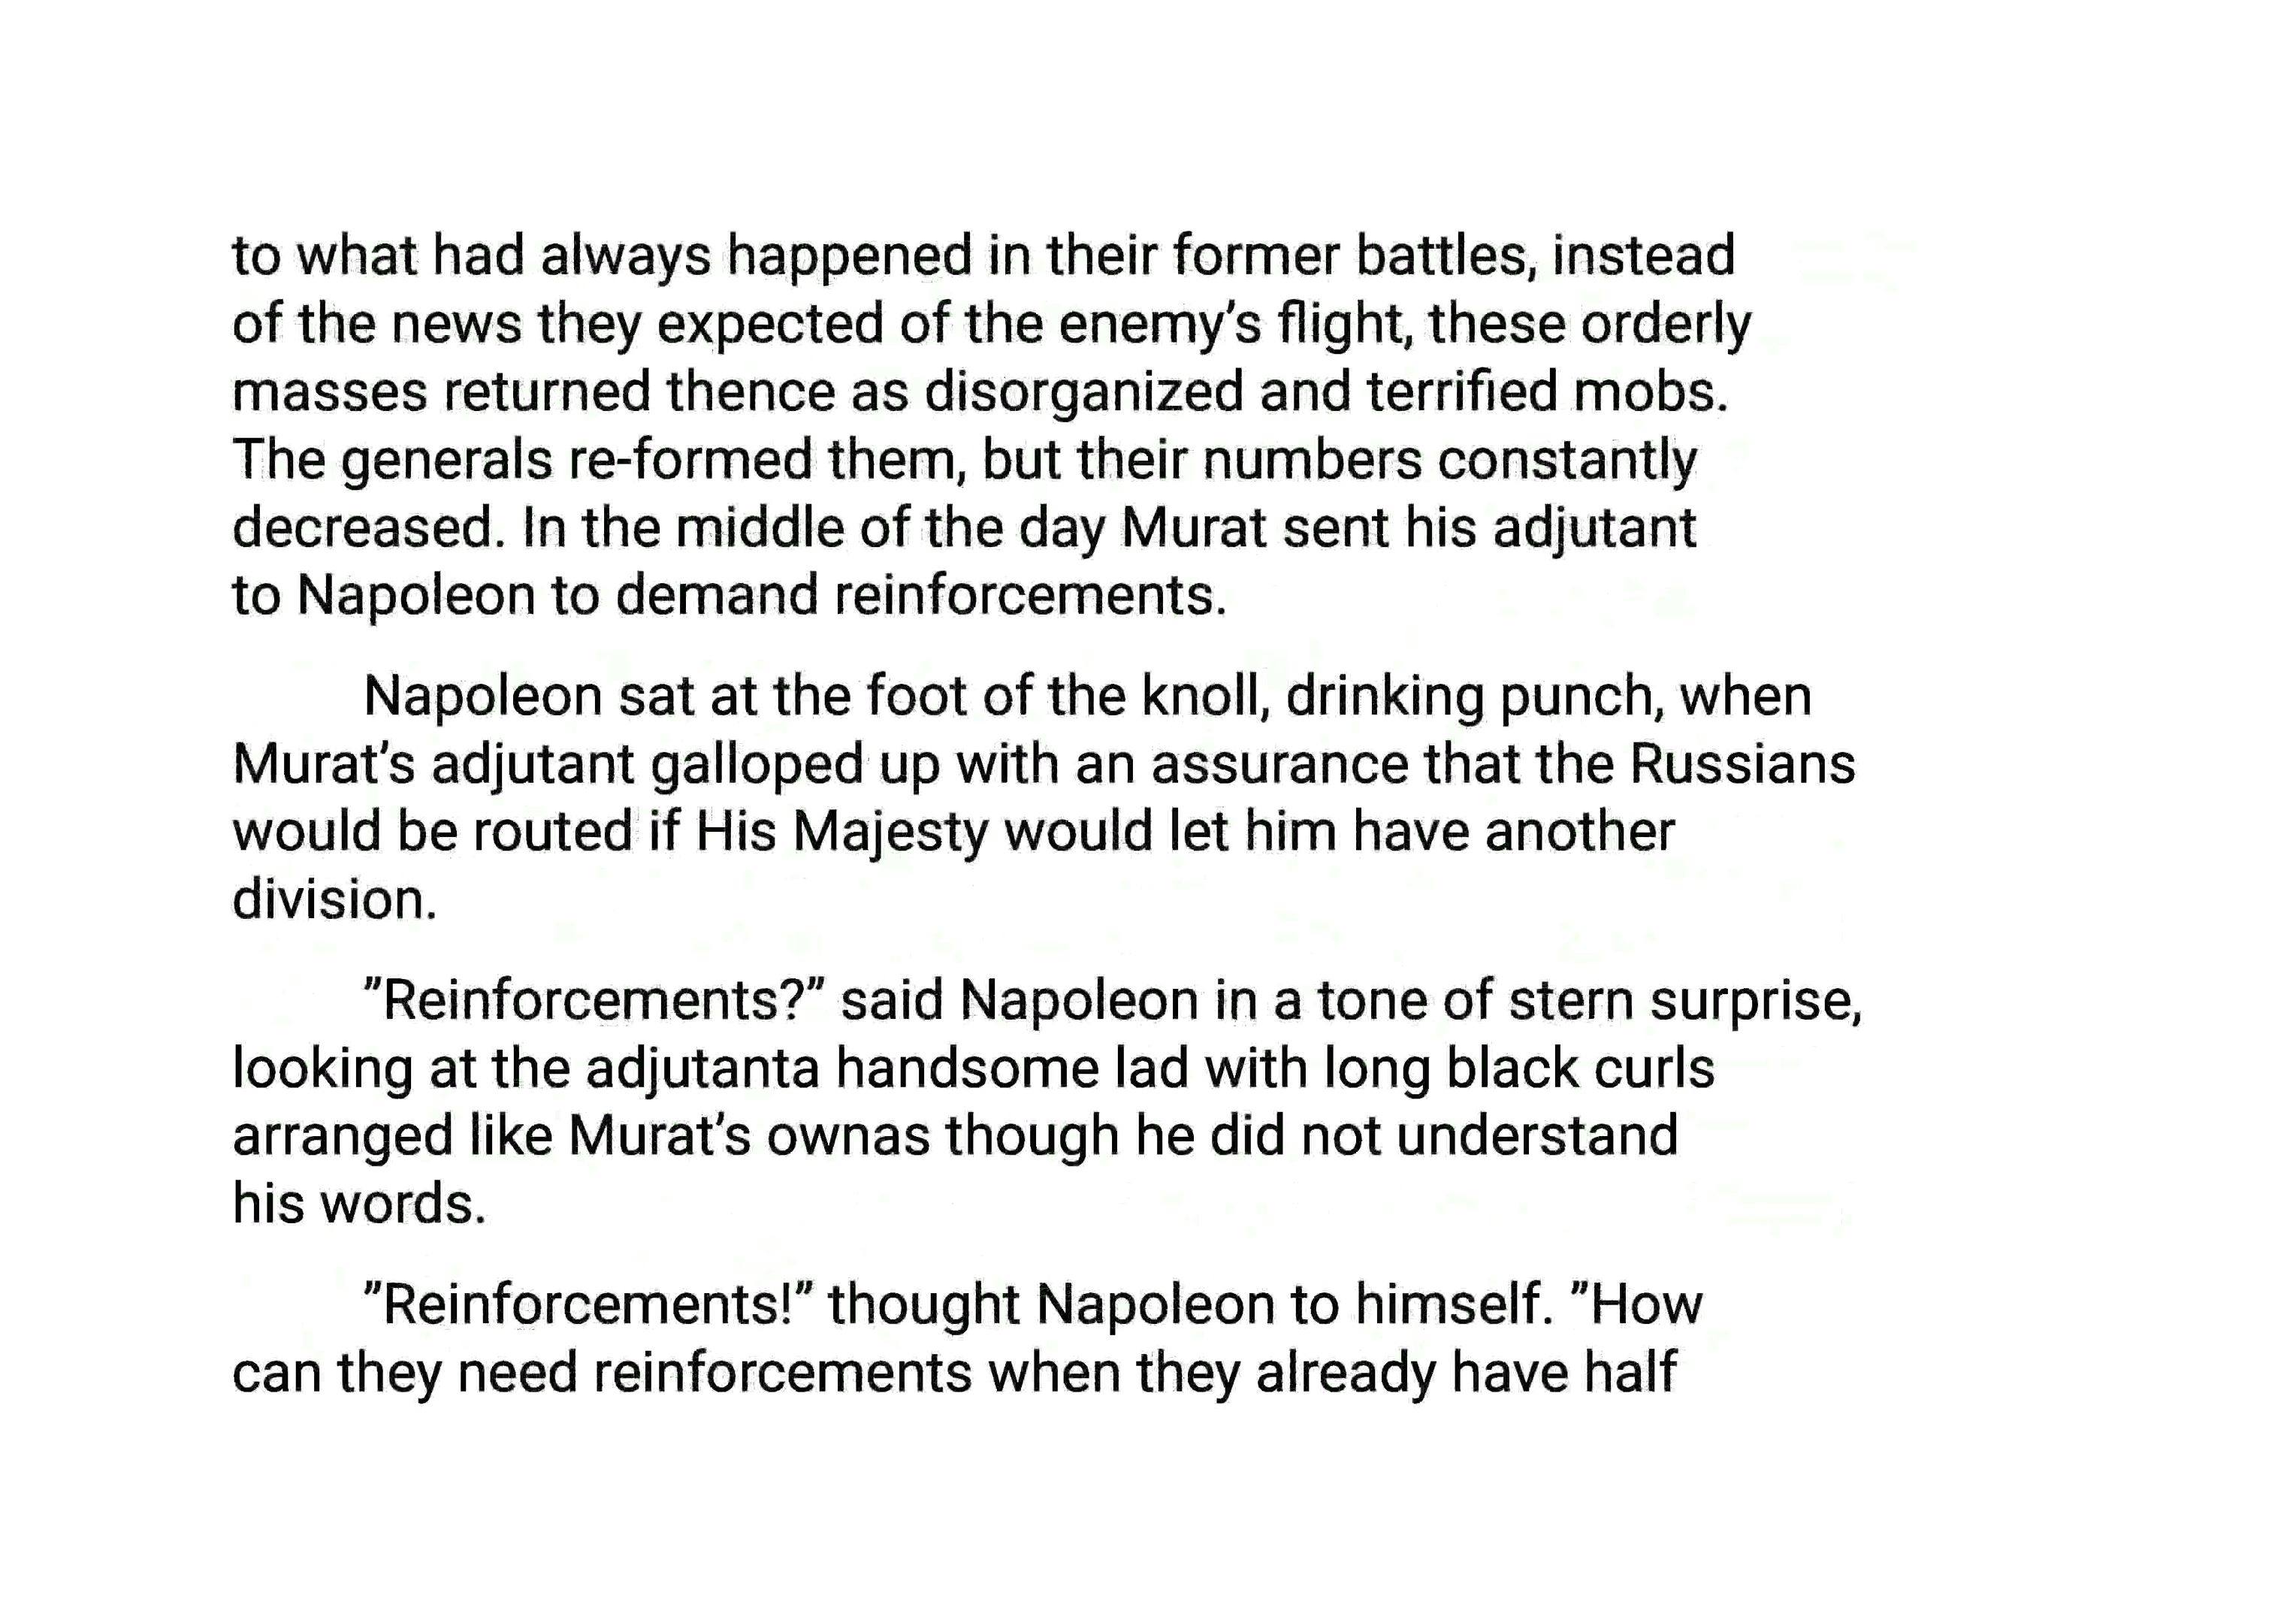 to what had always happened in their former battles, instead
of the news they expected of the enemy’s flight, these orderly
masses returned thence as disorganized and terrified mobs.
The generals re-formed them, but their numbers constantly
decreased. In the middle of the day Murat sent his adjutant
to Napoleon to demand reinforcements.
Napoleon sat at the foot of the knoll, drinking punch, when
Murat’s adjutant galloped up with an assurance that the Russians
would be routed if His Majesty would let him have another
division.
”Reinforcements?” said Napoleon in a tone of stern surprise,
looking at the adjutanta handsome lad with long black curls
arranged like Murat’s ownas though he did not understand
his words.
”Reinforcements!” thought Napoleon to himself. ”How
can they need reinforcements when they already have half